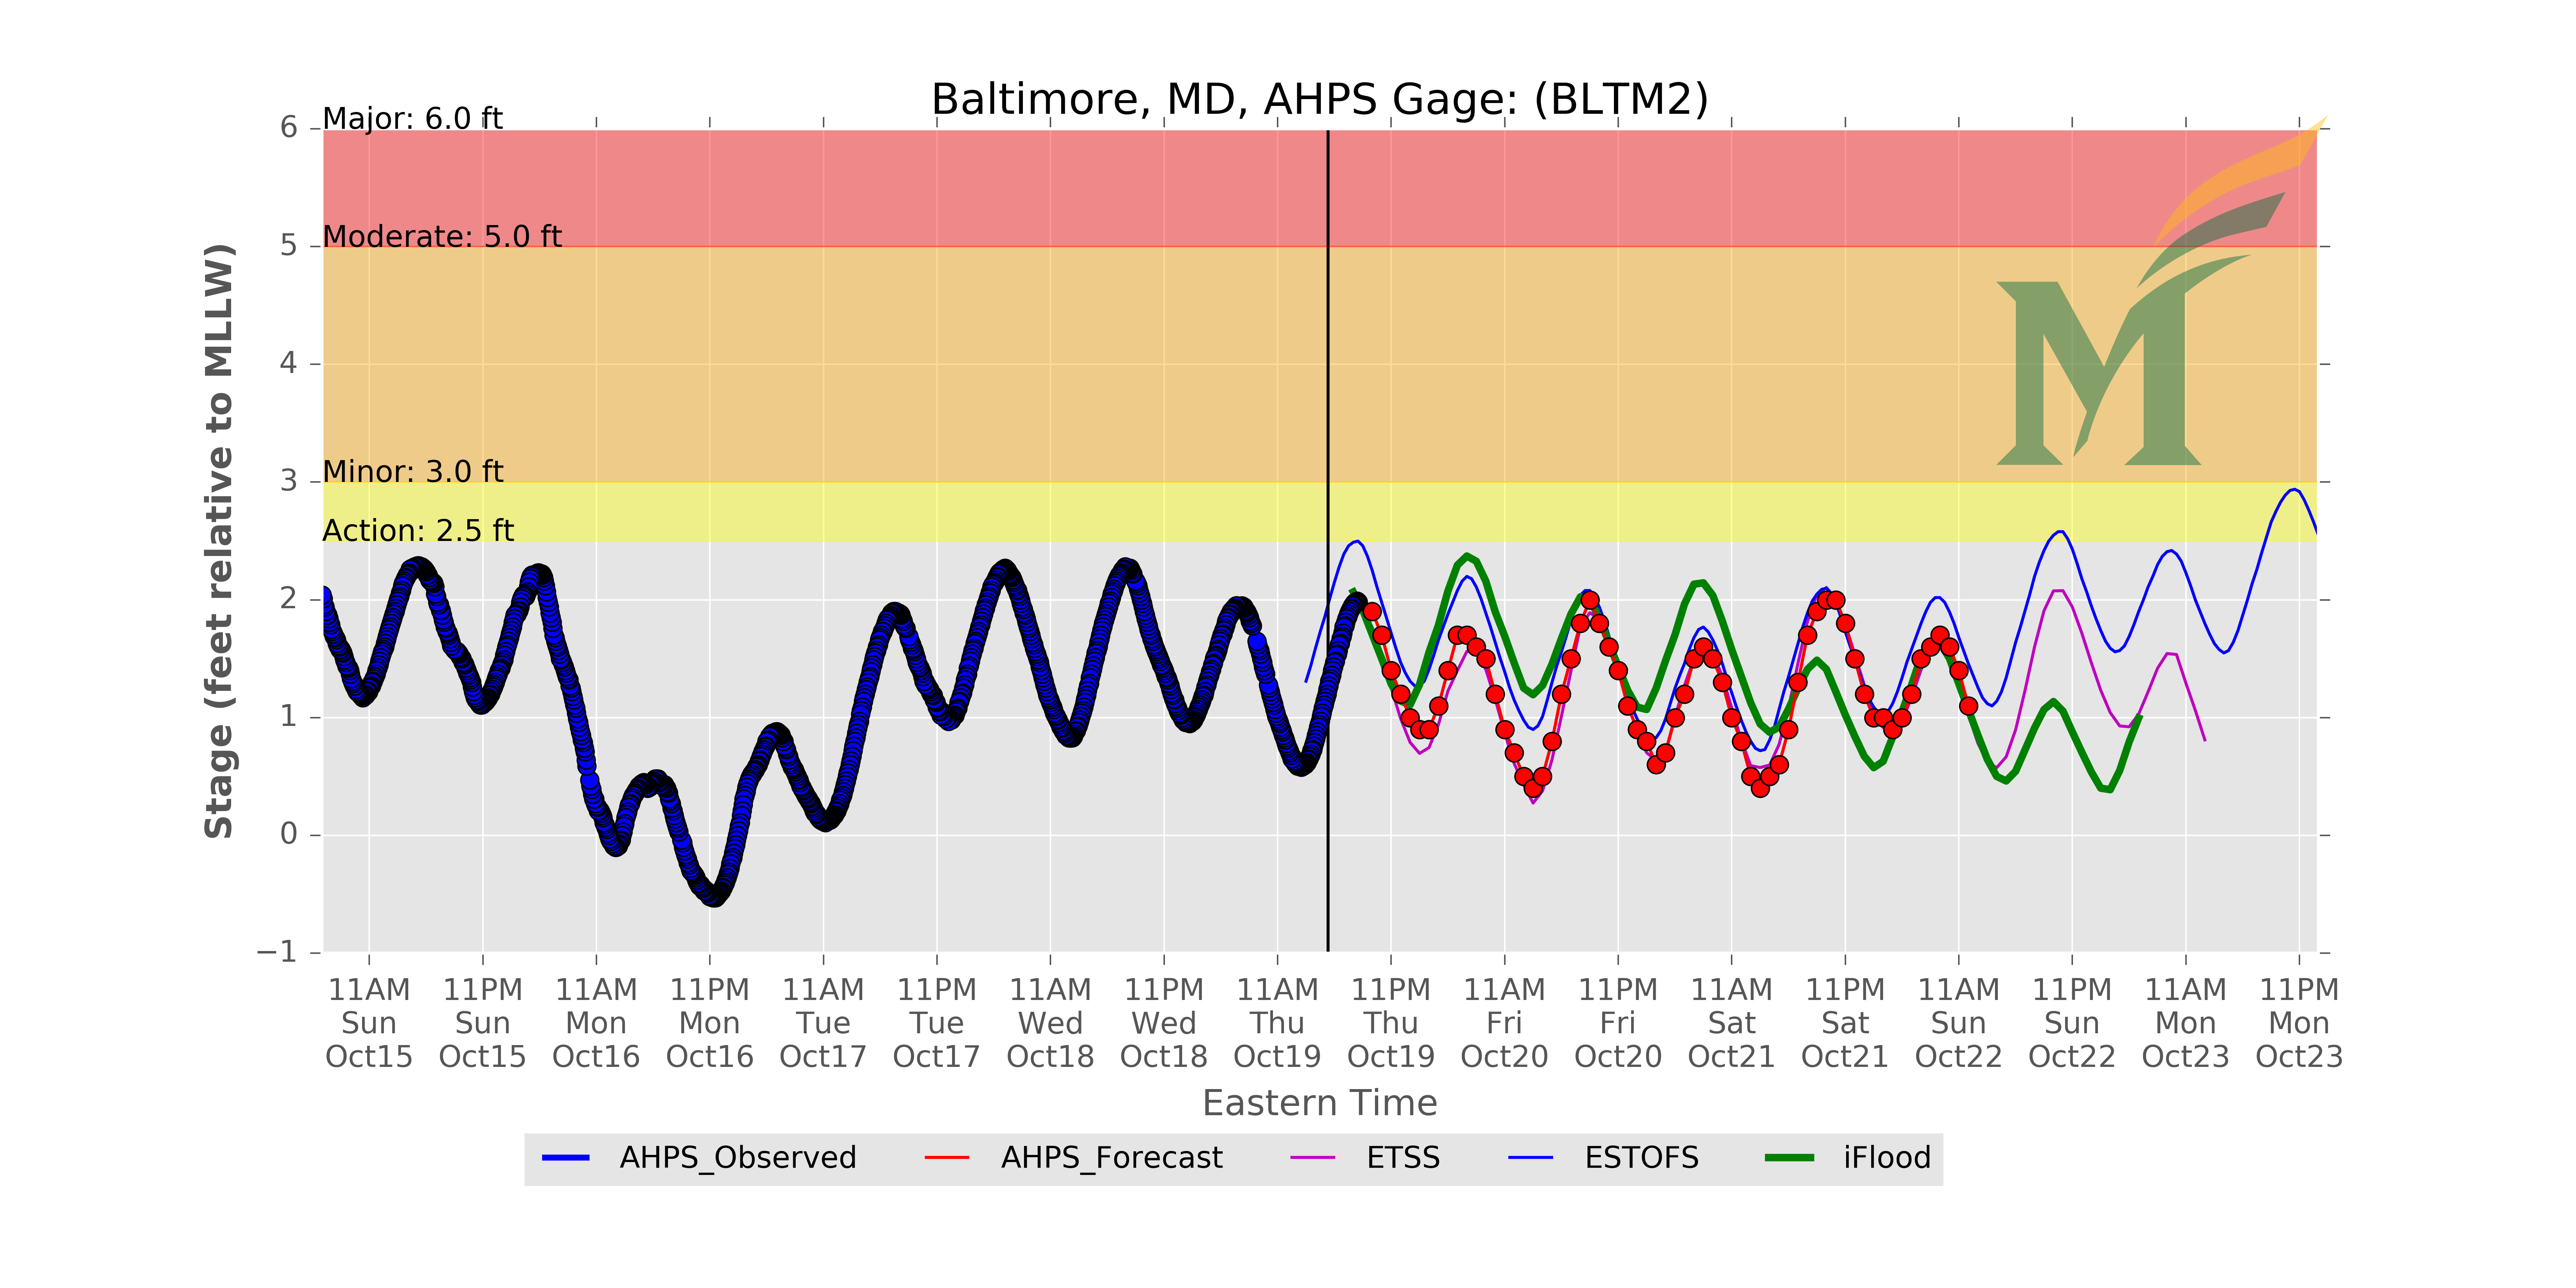 Baltimore, MD, AHPS Gage: (BLTM2)
Major: 6.0 ft
Moderate: 5.0 ft
Minor: 3.0 ft
Action: 2.5 ft
6
5
4
3
2
1
0
−1
Stage (feet relative to MLLW)
11AM 11PM 11AM 11PM 11AM 11PM 11AM 11PM 11AM 11PM 11AM 11PM 11AM 11PM 11AM 11PM 11AM 11PM
Sun Sun Mon Mon Tue Tue Wed Wed Thu Thu Fri Fri Sat Sat Sun Sun Mon Mon
Oct15 Oct15 Oct16 Oct16 Oct17 Oct17 Oct18 Oct18 Oct19 Oct19 Oct20 Oct20 Oct21 Oct21 Oct22 Oct22 Oct23 Oct23
Eastern Time
AHPS_Observed AHPS_Forecast ETSS ESTOFS iFlood
M